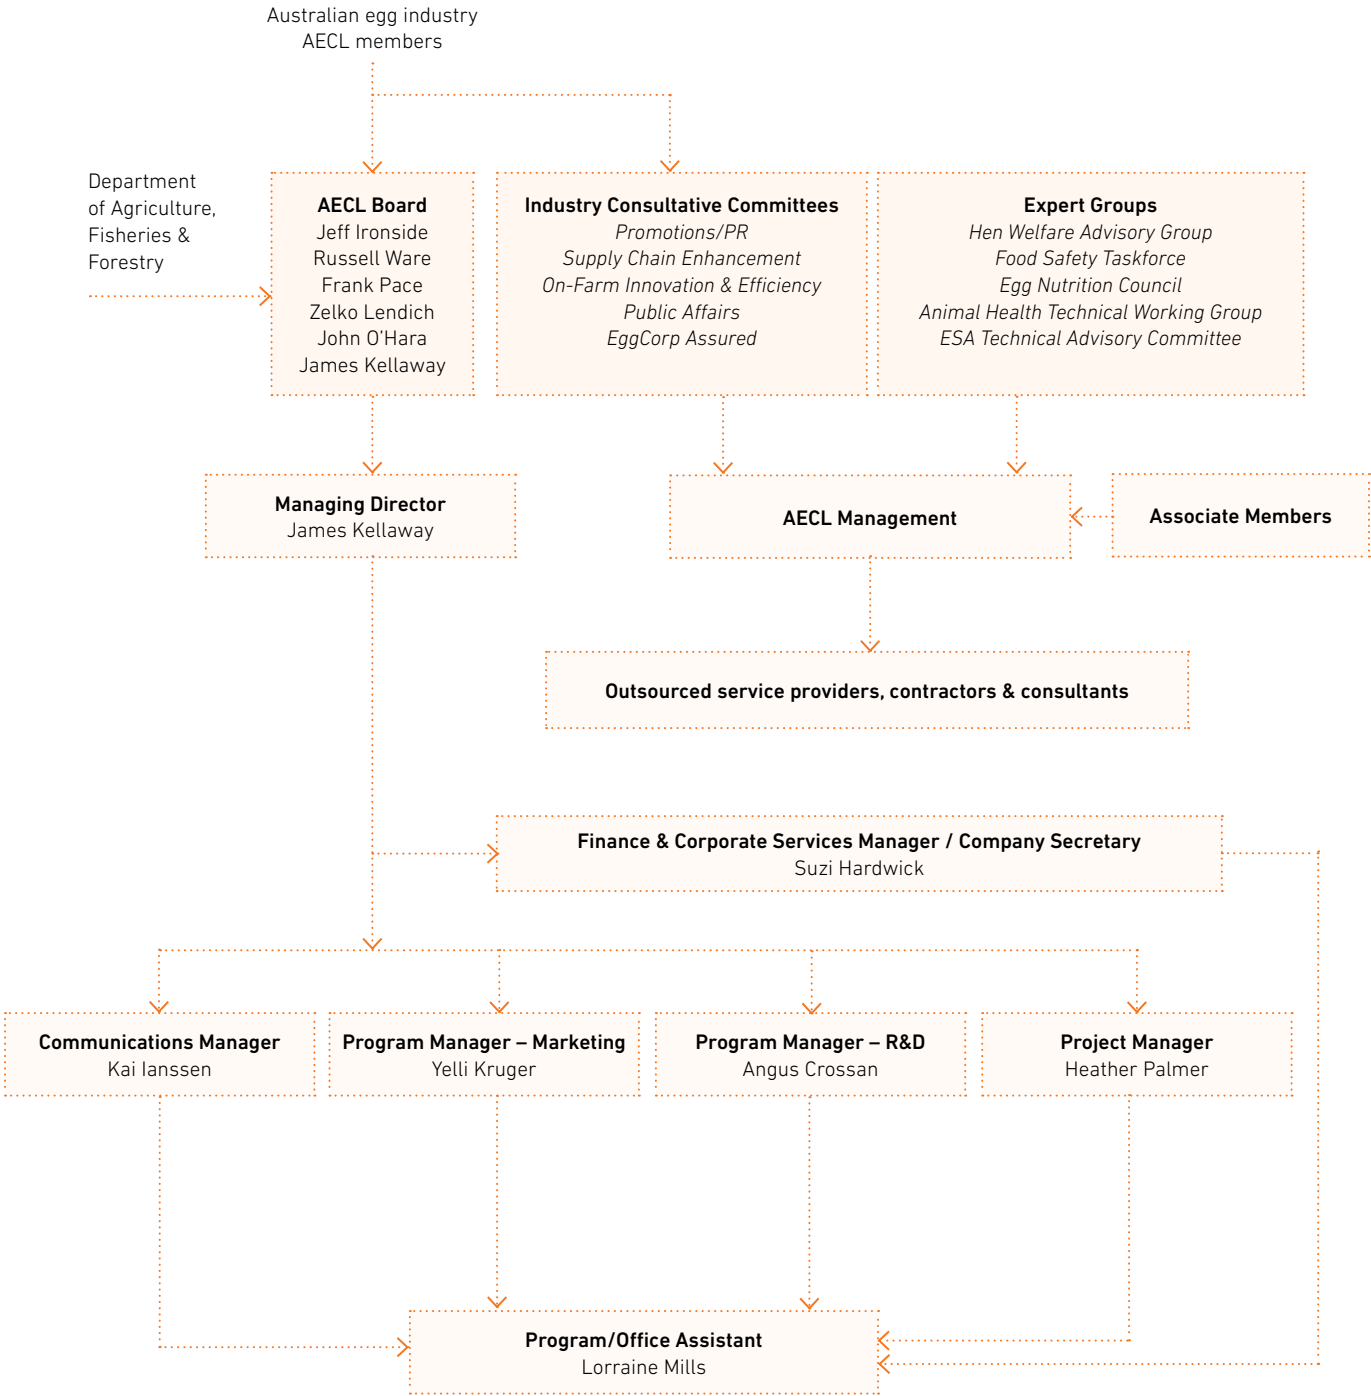 Australian egg industry
AECL members
Department
of Agriculture,
Fisheries &
Forestry
AECL Board
Jeff Ironside
Russell Ware
Frank Pace
Zelko Lendich
John O’Hara
James Kellaway
Industry Consultative Committees
Promotions/PR
Supply Chain Enhancement
On-Farm Innovation & Efficiency
Public Affairs
EggCorp Assured
Expert Groups
Hen Welfare Advisory Group
Food Safety Taskforce
Egg Nutrition Council
Animal Health Technical Working Group
ESA Technical Advisory Committee
Managing Director
James Kellaway
AECL Management
Associate Members
Outsourced service providers, contractors & consultants
Finance & Corporate Services Manager / Company Secretary
Suzi Hardwick
Communications Manager
Kai Ianssen
Program Manager – Marketing
Yelli Kruger
Program Manager – R&D
Angus Crossan
Project Manager
Heather Palmer
Program/Office Assistant
Lorraine Mills